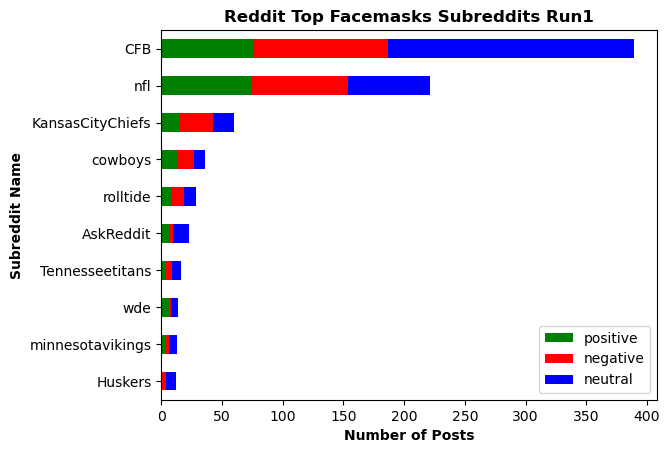 Reddit Top Facemasks Subreddits Run1
CFB
nfl
KansasCityChiefs
cowboys
rolltide
AskReddit
Tennesseetitans
wde
minnesotavikings
Huskers
Subreddit Name
positive
negative
neutral
0 50 100 150 200 250 300 350 400
Number of Posts